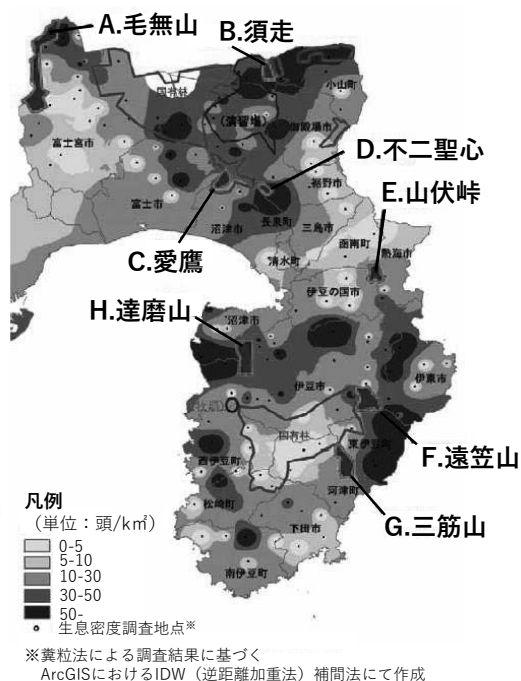 A.毛無山
B.須走
国有林
小山町
(演習場)
御殿場市
富士宮市
D.不二聖心
裾野市
E.山伏峠
富士市
長泉町
沼津市
三島市
函南町
C.愛鷹
清水町
熱海市
伊豆の国市
H.達磨山
沼津市
伊東市
伊豆市
国有林
東伊豆町
西伊豆町
F.遠笠山
河津町
松崎町
G.三筋山
下田市
南伊豆町
凡例
(単位:頭/k㎡)
0-5
5-10
10-30
30-50
50-
生息密度調査地点※
※糞粒法による調査結果に基づく
ArcGISにおけるIDW(逆距離加重法)補間法にて作成